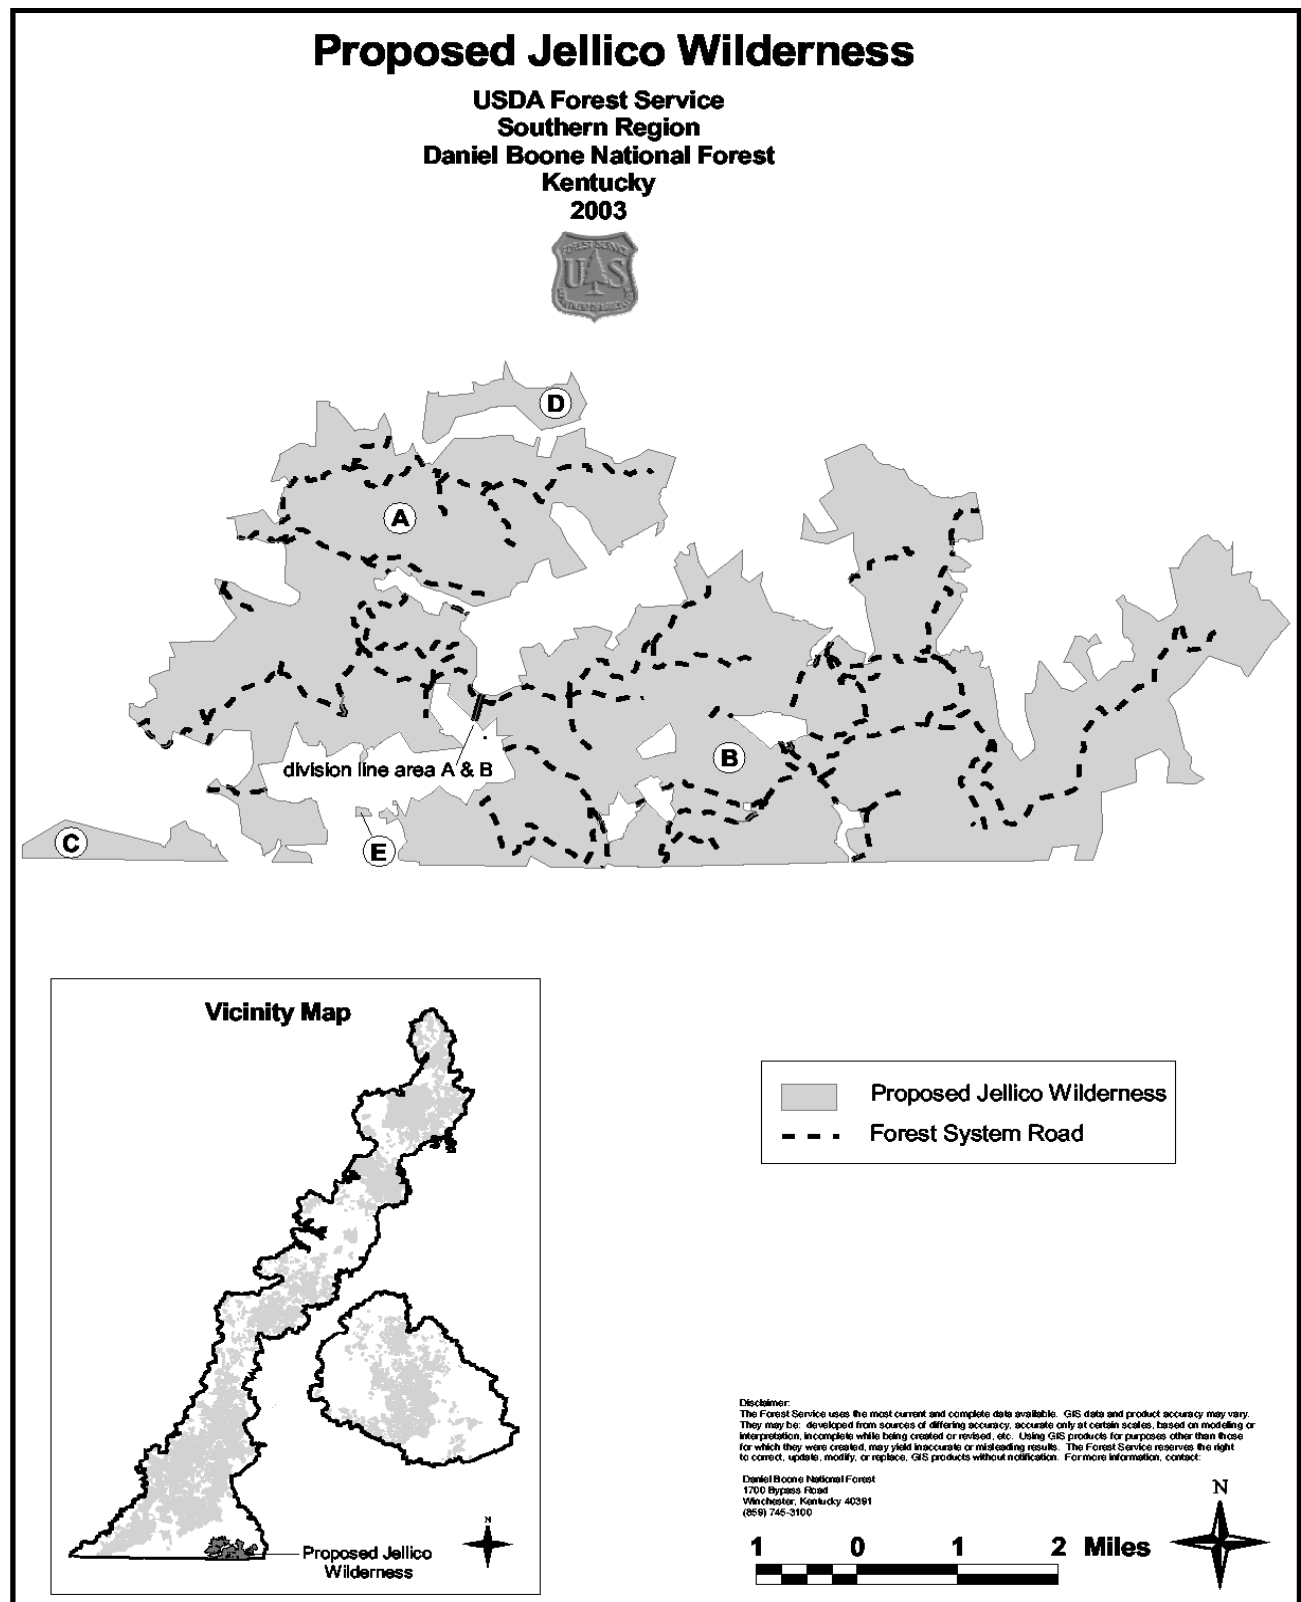 Proposed Jellico Wilderness
USDA Forest Service
Southern Region
Daniel Boone National Forest
Kentucky
2003
FOREST SERVICE
U S
DEPARTMENT OF AGRICULTURE
D
A
B
division line area A & B
C
E
Vicinity Map
N
Proposed Jellico
Wilderness
Proposed Jellico Wilderness
Forest System Road
Disclaimer:
The Forest Service uses the most current and complete data available. GIS data and product accuracy may vary.
They may be: developed from sources of differing accuracy, accurate only at certain scales, based on modeling or
interpretation, incomplete while being created or revised, etc. Using GIS products for purposes other than those
for which they were created, may yield inaccurate or misleading results. The Forest Service reserves the right
to correct, update, modify, or replace, GIS products without notification. For more information, contact:
Daniel Boone National Forest
1700 Bypass Road
Winchester, Kentucky 40391
(859) 745-3100
N
1 0 1 2 Miles